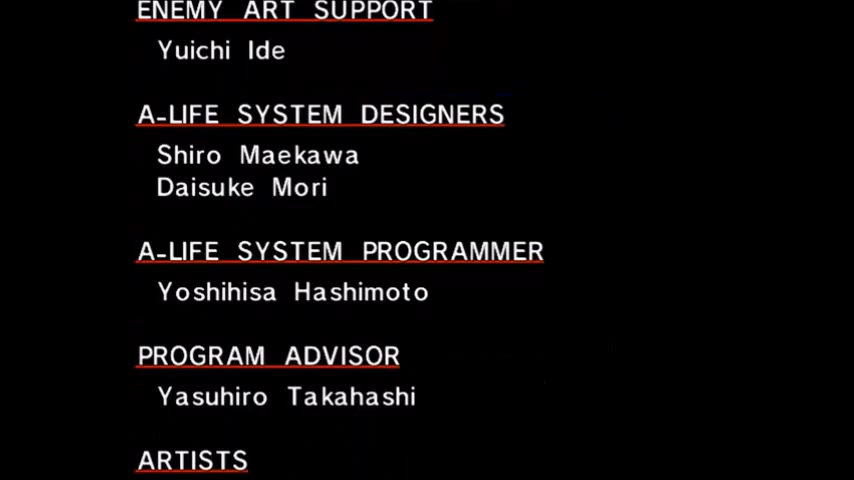 ENEMY ART SUPPORT
Yuichi Ide
A-LIFE SYSTEM DESIGNERS
Shiro Maekawa
Daisuke Mori
A-LIFE SYSTEM PROGRAMMER
Yoshihisa Hashimoto
PROGRAM ADVISOR
Yasuhiro Takahashi
ARTISTS